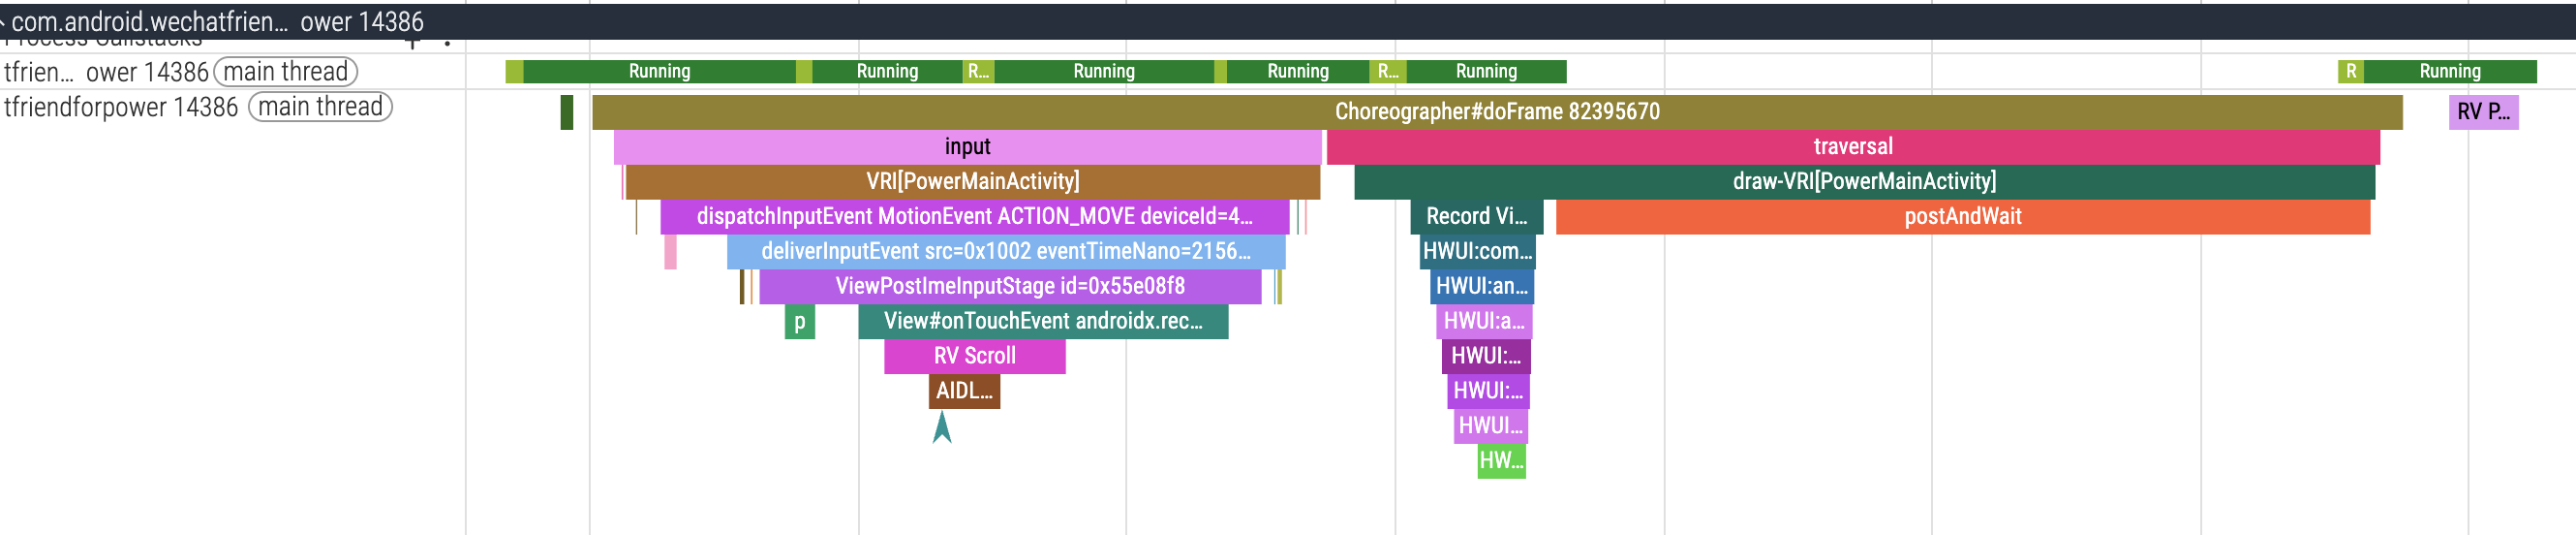 com.android.wechatfrien... ower 14386
Process Callstacks
tfrien... ower 14386 main thread
Running Running R... Running Running R... Running R Running
tfriendforpower 14386 main thread
Choreographer#doFrame 82395670 RV P...
input traversal
VRI[PowerMainActivity] draw-VRI[PowerMainActivity]
dispatchInputEvent MotionEvent ACTION_MOVE deviceId=4... Record Vi... postAndWait
deliverInputEvent src=0x1002 eventTimeNano=2156... HWUI:com...
ViewPostImeInputStage id=0x55e08f8 HWUI:an...
p View#onTouchEvent androidx.rec... HWUI:a...
RV Scroll HWUI:...
AIDL... HWUI:...
HWUI...
HW...